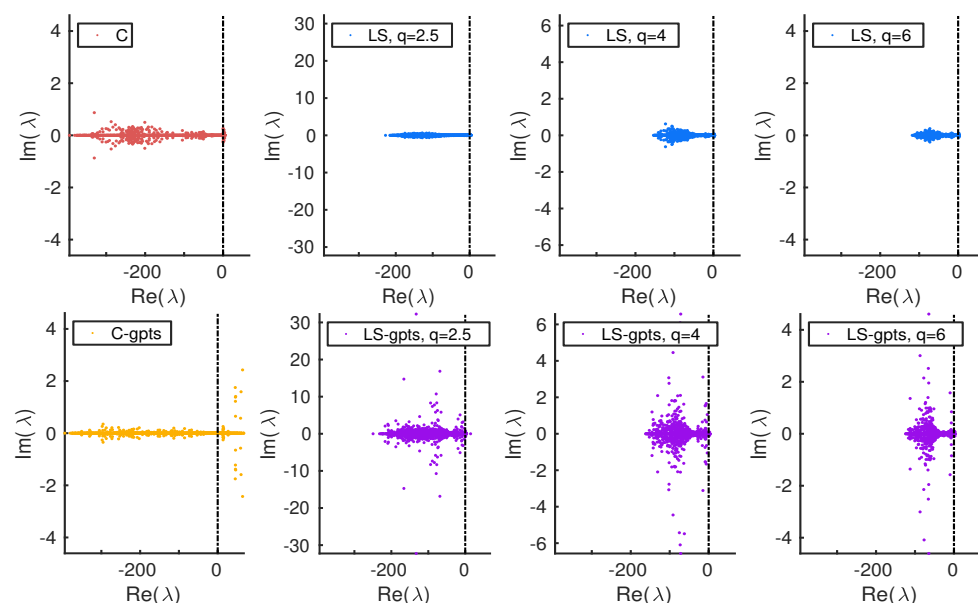 C
4
2
0
-2
-4
Im(λ)
-200
0
Re(λ)
LS, q=2.5
30
20
10
0
-10
-20
-30
Im(λ)
-200
0
Re(λ)
LS, q=4
6
4
2
0
-2
-4
-6
Im(λ)
-200
0
Re(λ)
LS, q=6
4
2
0
-2
-4
Im(λ)
-200
0
Re(λ)
C-gpts
4
2
0
-2
-4
Im(λ)
-200
0
Re(λ)
LS-gpts, q=2.5
30
20
10
0
-10
-20
-30
Im(λ)
-200
0
Re(λ)
LS-gpts, q=4
6
4
2
0
-2
-4
-6
Im(λ)
-200
0
Re(λ)
LS-gpts, q=6
4
2
0
-2
-4
Im(λ)
-200
0
Re(λ)